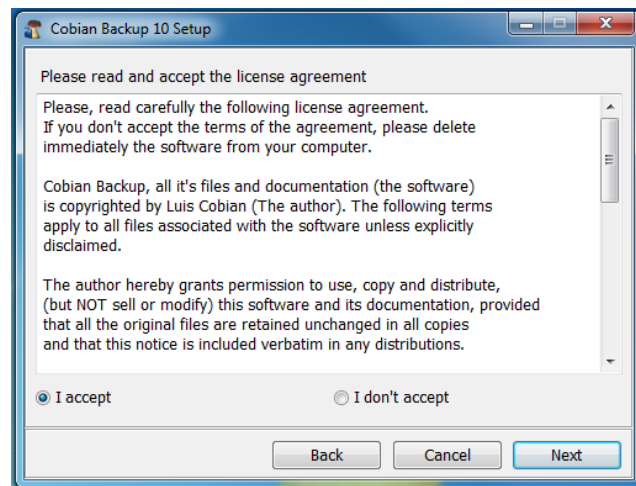 Cobian Backup 10 Setup
Please read and accept the license agreement
Please, read carefully the following license agreement.
If you don't accept the terms of the agreement, please delete
immediately the software from your computer.
Cobian Backup, all it's files and documentation (the software)
is copyrighted by Luis Cobian (The author). The following terms
apply to all files associated with the software unless explicitly
disclaimed.
The author hereby grants permission to use, copy and distribute,
(but NOT sell or modify) this software and its documentation, provided
that all the original files are retained unchanged in all copies
and that this notice is included verbatim in any distributions.
I accept I don't accept
Back Cancel Next